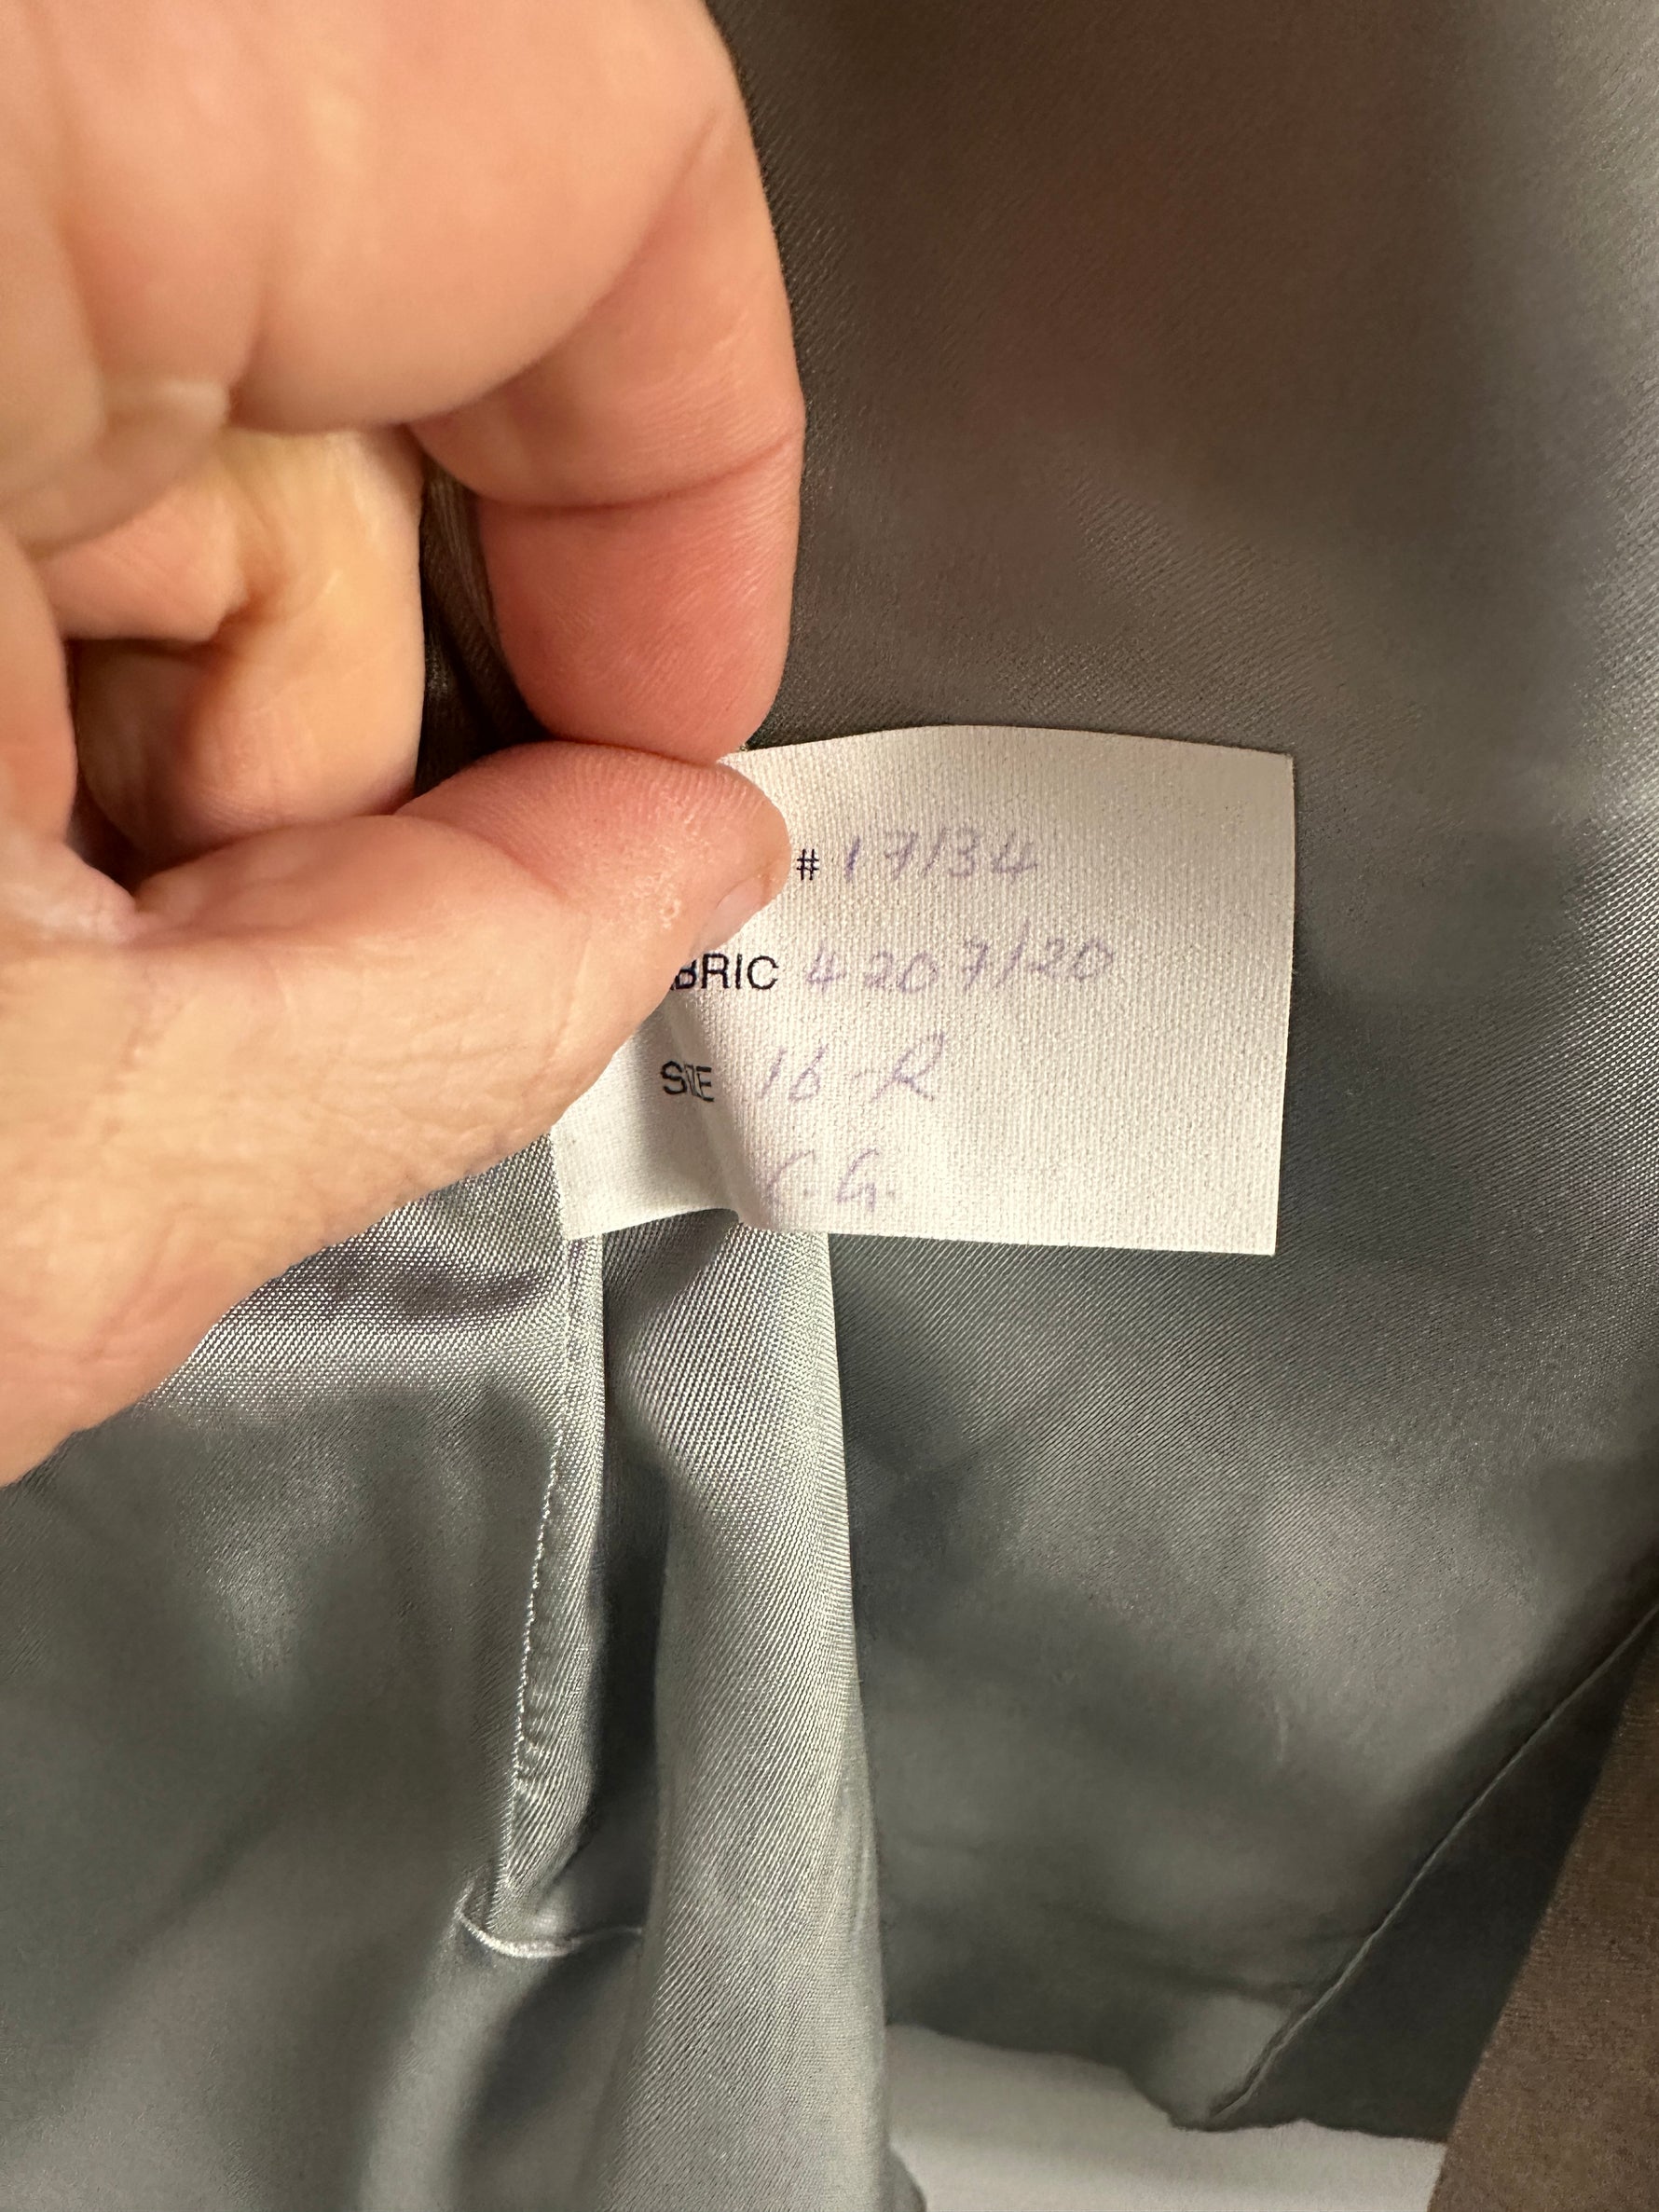 # 17134
BRIC 4207/20
SIZE 16-R
C.G.